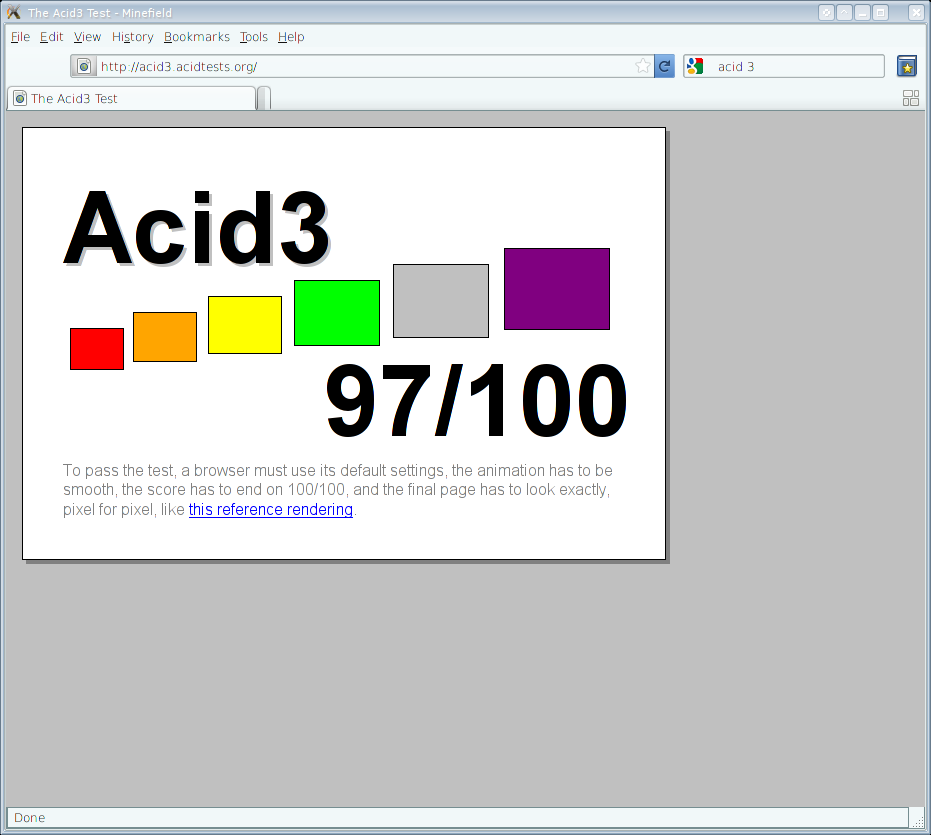 The Acid3 Test - Minefield
File Edit View History Bookmarks Tools Help
http://acid3.acidtests.org/ acid 3
The Acid3 Test
Acid3
97/100
To pass the test, a browser must use its default settings, the animation has to be
smooth, the score has to end on 100/100, and the final page has to look exactly,
pixel for pixel, like this reference rendering.
Done